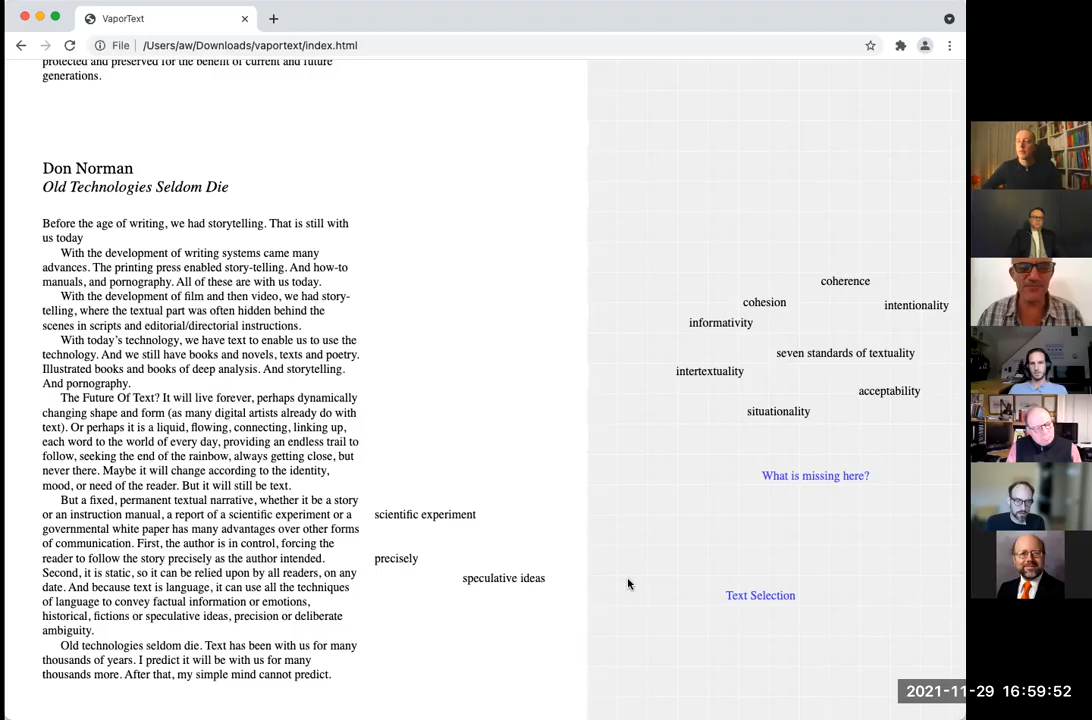 VaporText
File
/Users/aw/Downloads/vaportext/index.html
protected and preserved for the benefit of current and future
generations.
Don Norman
Old Technologies Seldom Die
Before the age of writing, we had storytelling. That is still with
us today
With the development of writing systems came many
advances. The printing press enabled story-telling. And how-to
manuals, and pornography. All of these are with us today.
With the development of film and then video, we had story-
telling, where the textual part was often hidden behind the
scenes in scripts and editorial/directorial instructions.
With today's technology, we have text to enable us to use the
technology. And we still have books and novels, texts and poetry.
Illustrated books and books of deep analysis. And storytelling.
And pornography.
The Future Of Text? It will live forever, perhaps dynamically
changing shape and form (as many digital artists already do with
text). Or perhaps it is a liquid, flowing, connecting, linking up,
each word to the world of every day, providing an endless trail to
follow, seeking the end of the rainbow, always getting close, but
never there. Maybe it will change according to the identity,
mood, or need of the reader. But it will still be text.
But a fixed, permanent textual narrative, whether it be a story
or an instruction manual, a report of a scientific experiment or a
governmental white paper has many advantages over other forms
of communication. First, the author is in control, forcing the
reader to follow the story precisely as the author intended.
Second, it is static, so it can be relied upon by all readers, on any
date. And because text is language, it can use all the techniques
of language to convey factual information or emotions,
historical, fictions or speculative ideas, precision or deliberate
ambiguity.
Old technologies seldom die. Text has been with us for many
thousands of years. I predict it will be with us for many
thousands more. After that, my simple mind cannot predict.
scientific experiment
precisely
speculative ideas
coherence
cohesion
intentionality
informativity
seven standards of textuality
intertextuality
acceptability
situationality
What is missing here?
Text Selection
2021-11-29 16:59:52